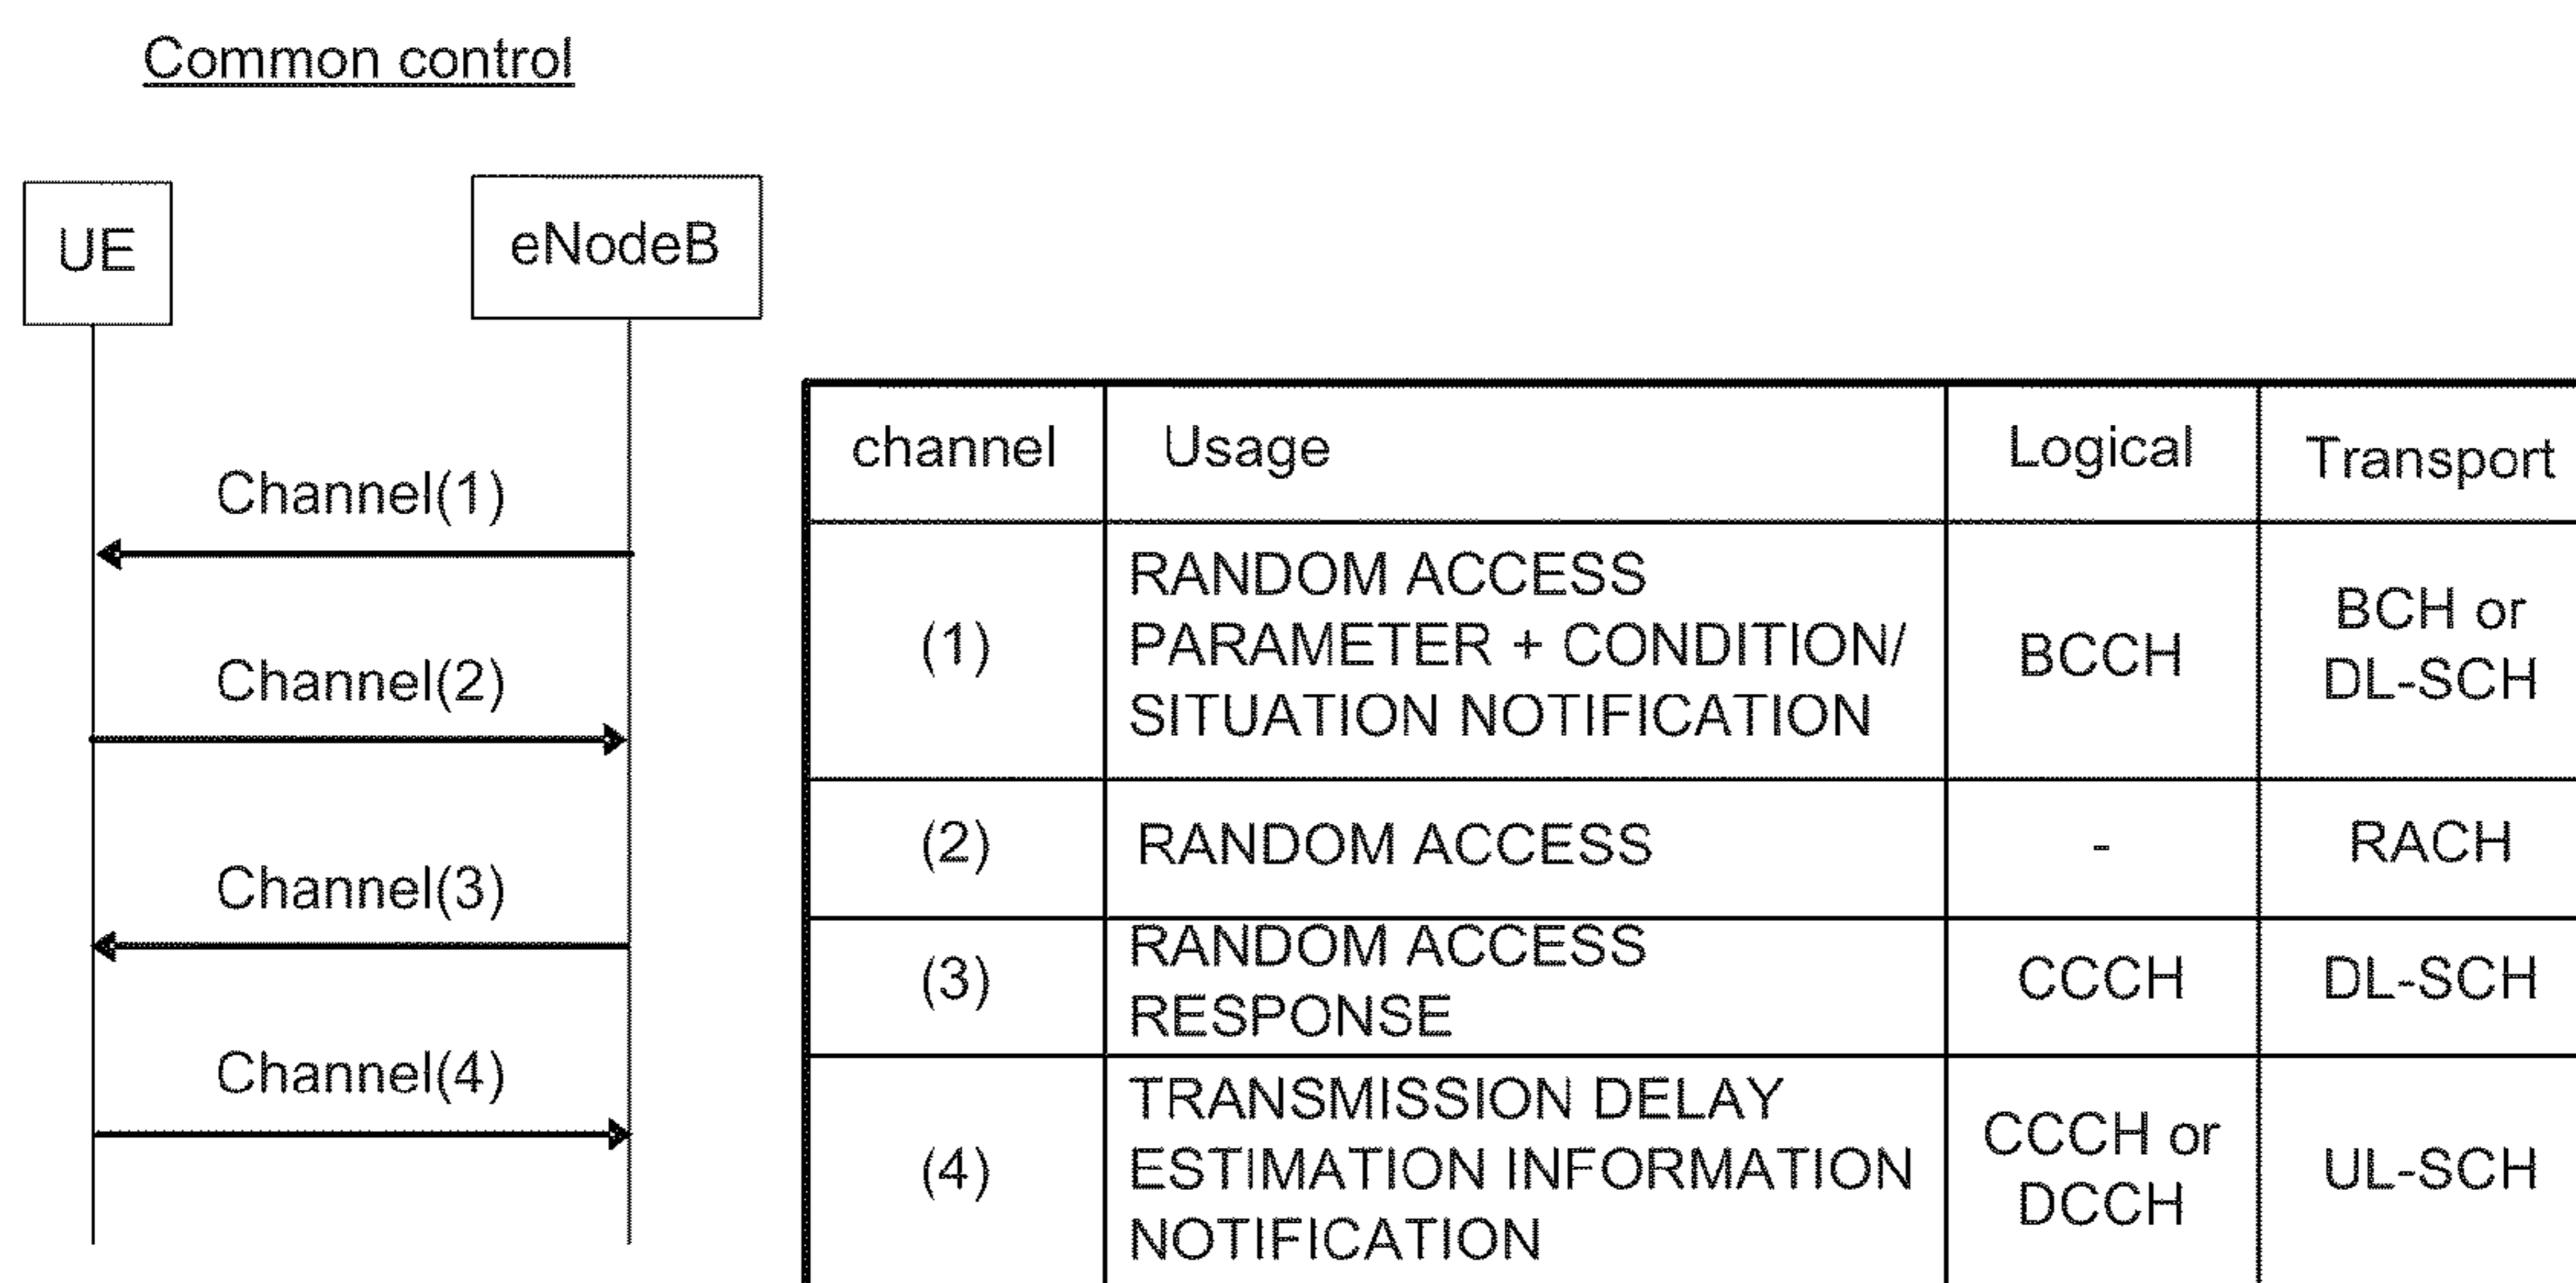 Common control
UE
eNodeB
Channel(1)
Channel(2)
Channel(3)
Channel(4)
channel
Usage
Logical
Transport
(1)
RANDOM ACCESS
PARAMETER + CONDITION/
SITUATION NOTIFICATION
BCCH
BCH or
DL-SCH
(2)
RANDOM ACCESS
-
RACH
(3)
RANDOM ACCESS
RESPONSE
CCCH
DL-SCH
(4)
TRANSMISSION DELAY
ESTIMATION INFORMATION
NOTIFICATION
CCCH or
DCCH
UL-SCH